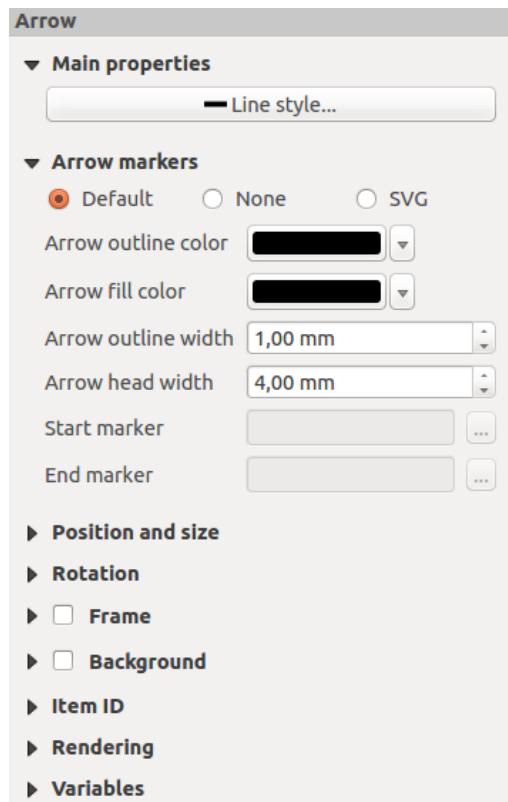 Arrow
Main properties
Line style...
Arrow markers
Default None SVG
Arrow outline color
Arrow fill color
Arrow outline width 1,00 mm
Arrow head width 4,00 mm
Start marker ...
End marker ...
Position and size
Rotation
Frame
Background
Item ID
Rendering
Variables